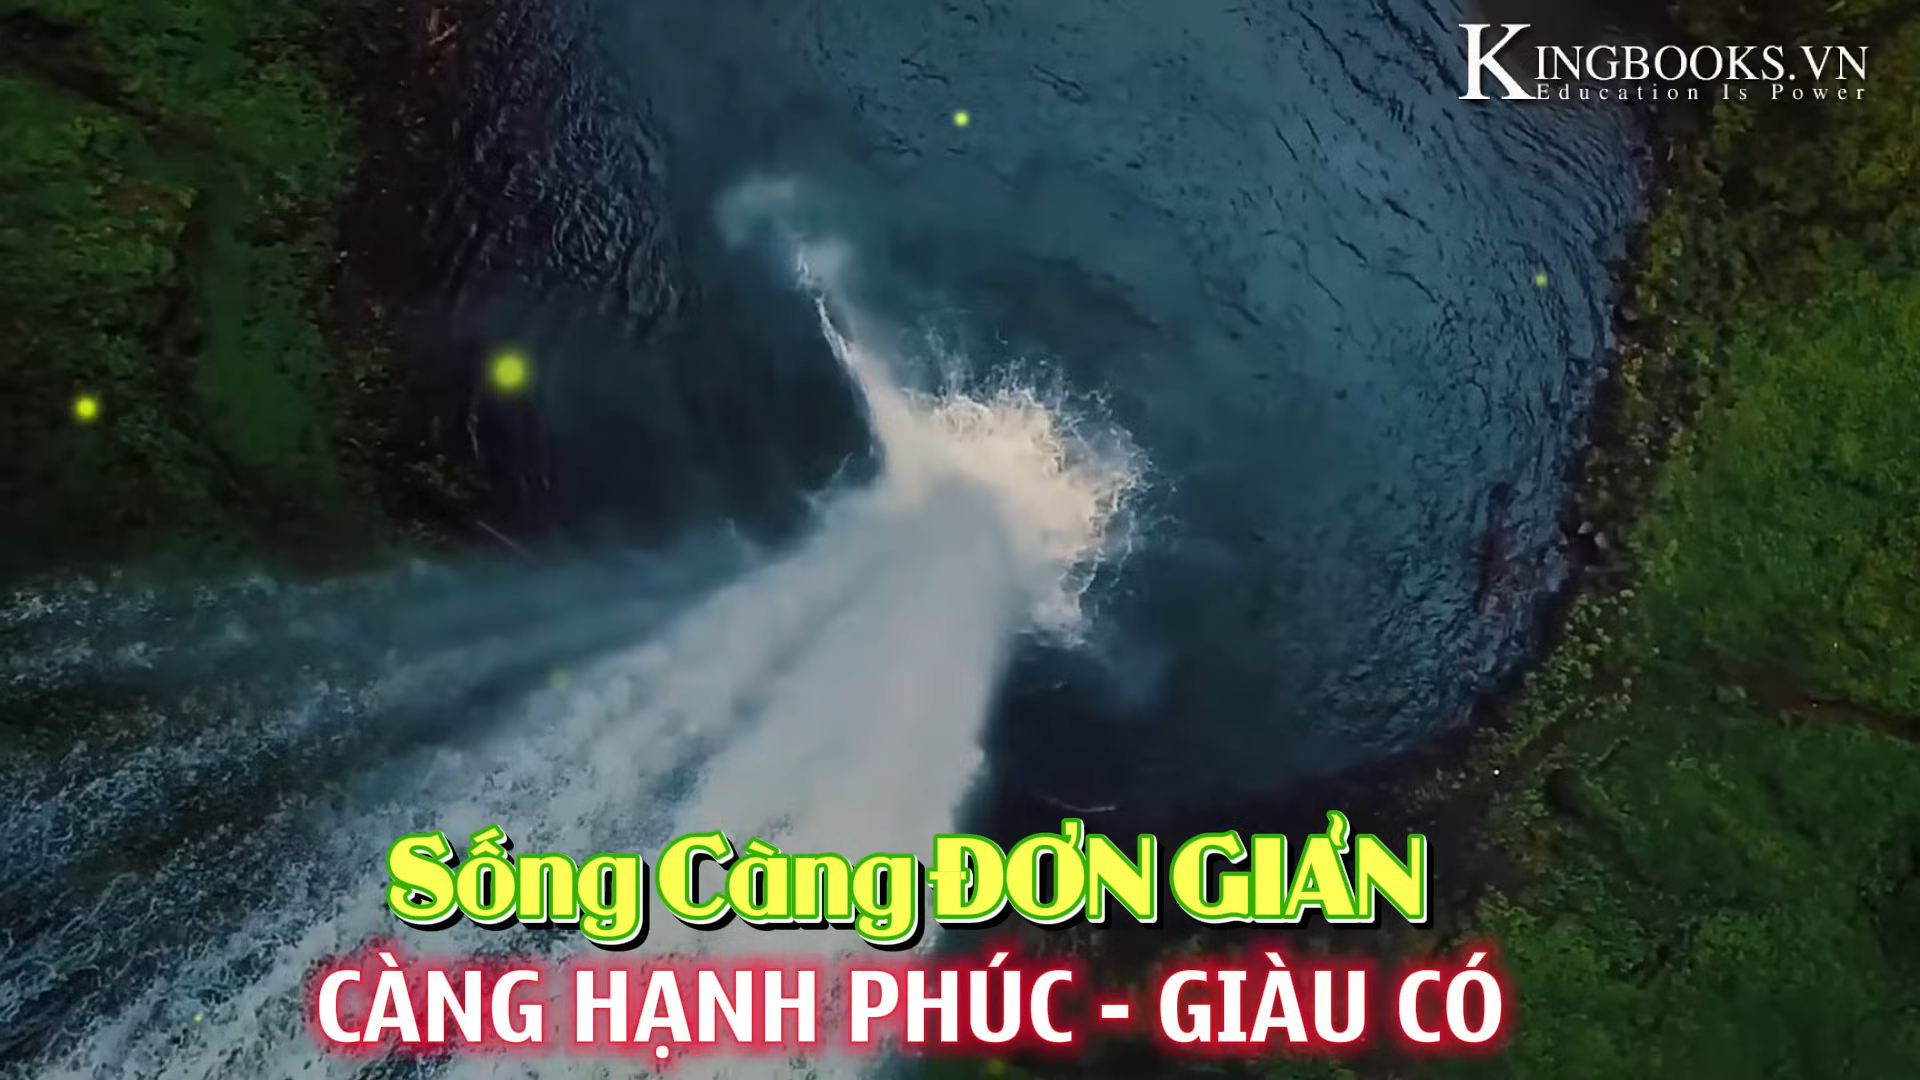 KINGBOOKS.VN
Education Is Power
Sống Càng ĐƠN GIẢN
CÀNG HẠNH PHÚC - GIÀU CÓ